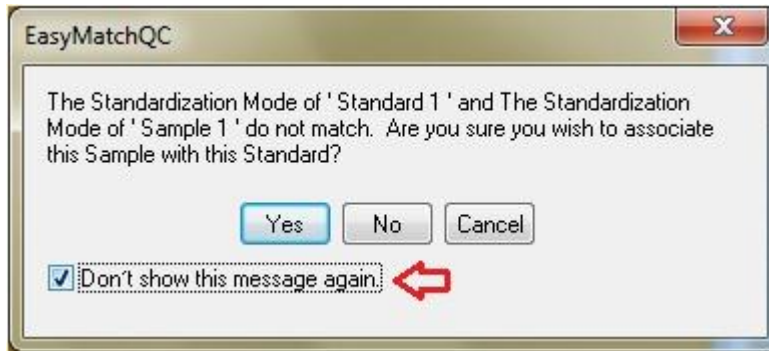 EasyMatchQC
The Standardization Mode of ' Standard 1 ' and The Standardization
Mode of ' Sample 1 ' do not match.  Are you sure you wish to associate
this Sample with this Standard?
Yes No Cancel
Don't show this message again.